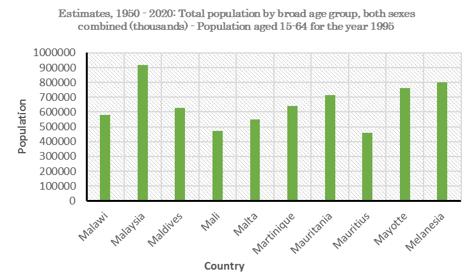 Estimates, 1950 - 2020: Total population by broad age group, both sexes
combined (thousands) - Population aged 15-64 for the year 1995
Population
1000000
900000
800000
700000
600000
500000
400000
300000
200000
100000
0
Malawi
Malaysia
Maldives
Mali
Malta
Martinique
Mauritania
Mauritius
Mayotte
Melanesia
Country